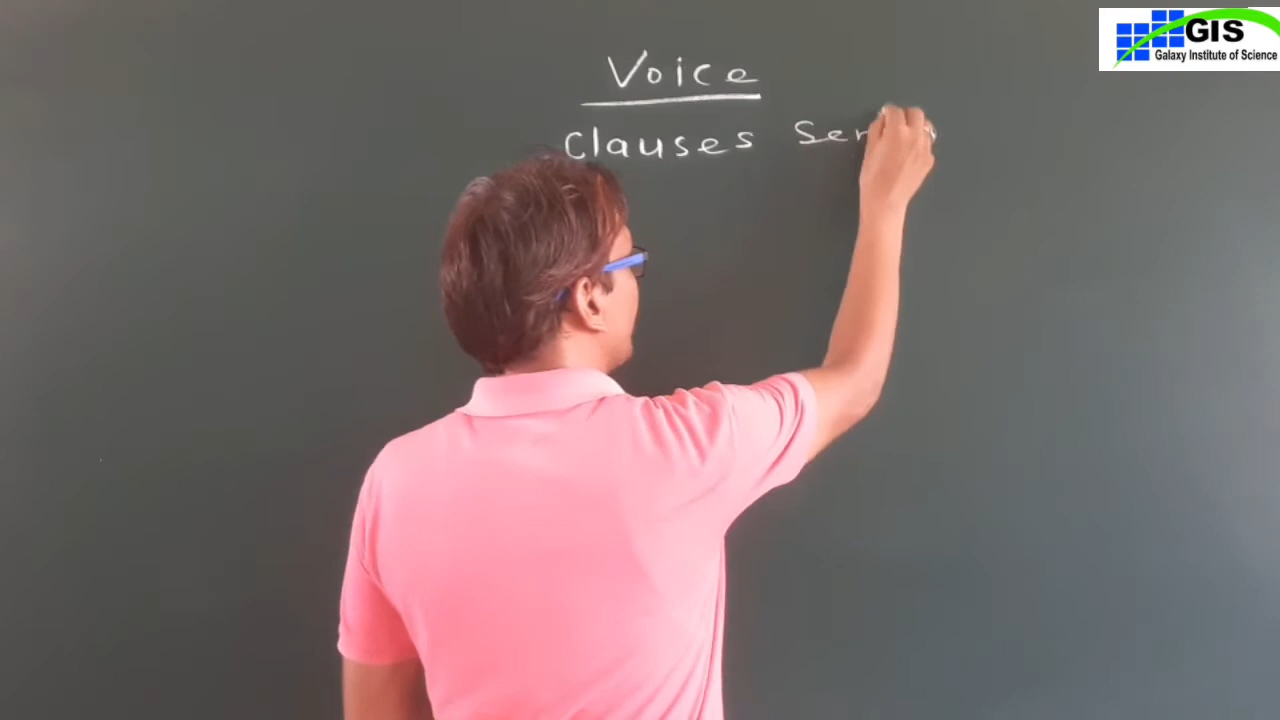 GIS
Galaxy Institute of Science
Voice
Clauses